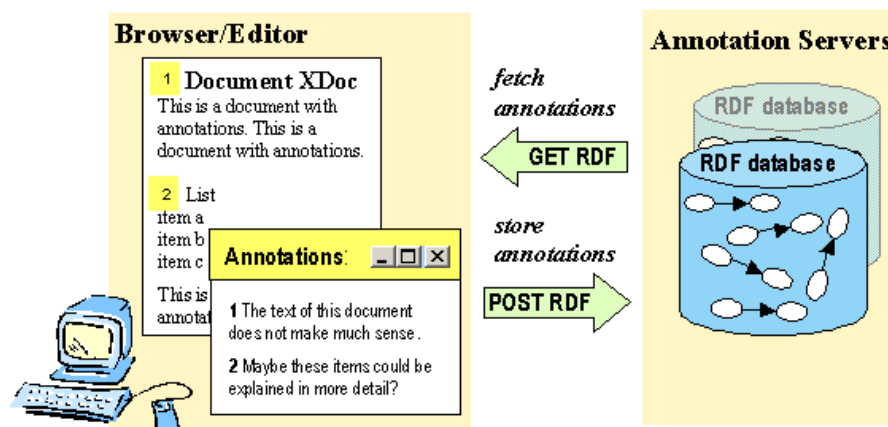 Browser/Editor
1 Document XDoc
This is a document with
annotations. This is a
document with annotations.
2 List
item a
item b
item c
This is
annotat
Annotations:
1 The text of this document
does not make much sense.
2 Maybe these items could be
explained in more detail?
fetch
annotations
GET RDF
store
annotations
POST RDF
Annotation Servers
RDF database
RDF database